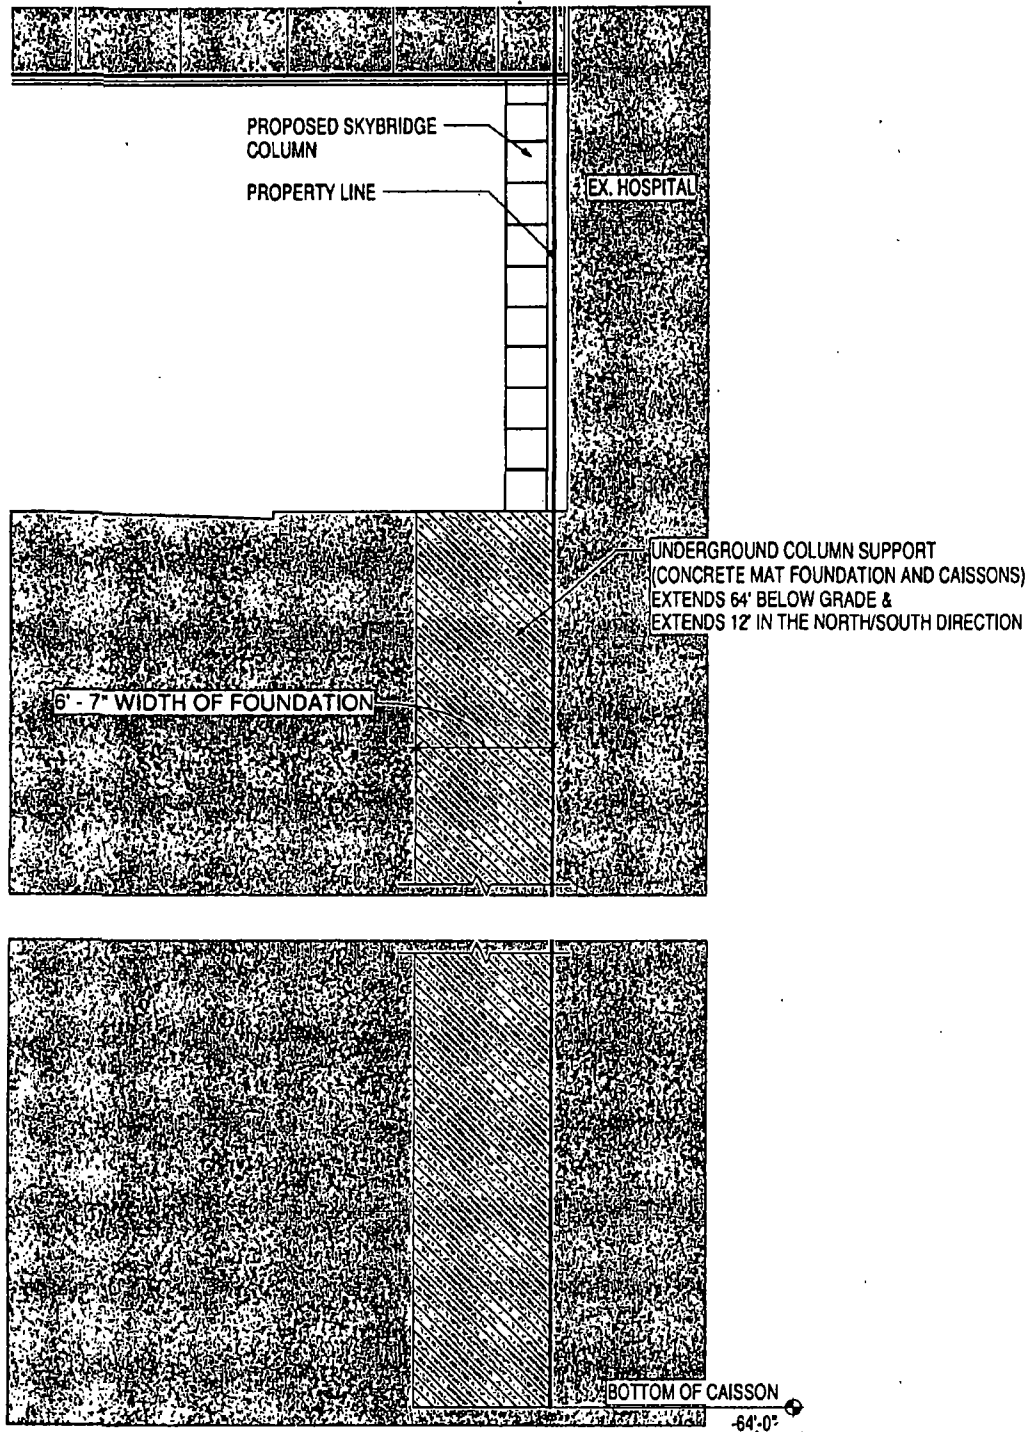 PROPOSED SKYBRIDGE
COLUMN
PROPERTY LINE
EX. HOSPITAL
UNDERGROUND COLUMN SUPPORT
(CONCRETE MAT FOUNDATION AND CAISSONS)
EXTENDS 64' BELOW GRADE &
EXTENDS 12' IN THE NORTH/SOUTH DIRECTION
6' - 7" WIDTH OF FOUNDATION
BOTTOM OF CAISSON
-64'-0"